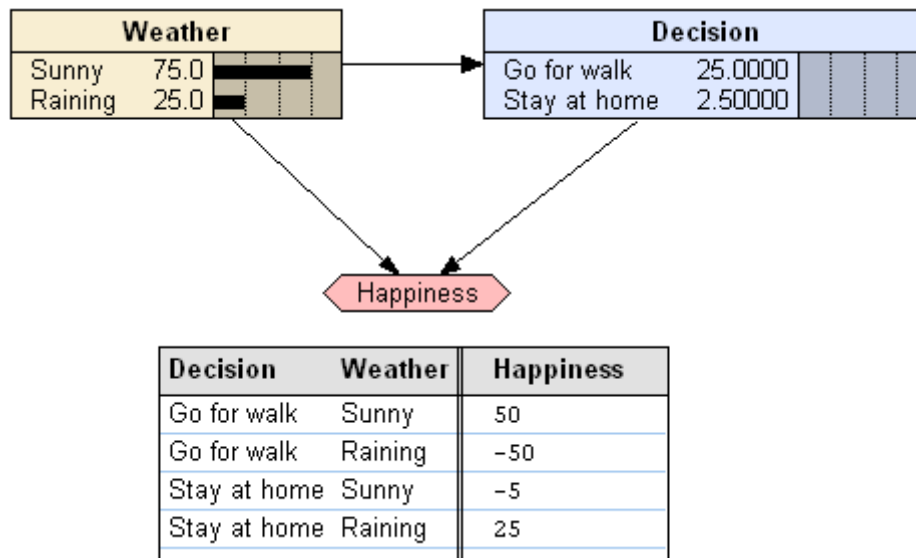 Weather
Sunny 75.0
Raining 25.0
Decision
Go for walk 25.0000
Stay at home 2.50000
Happiness
Decision Weather Happiness
Go for walk Sunny 50
Go for walk Raining -50
Stay at home Sunny -5
Stay at home Raining 25